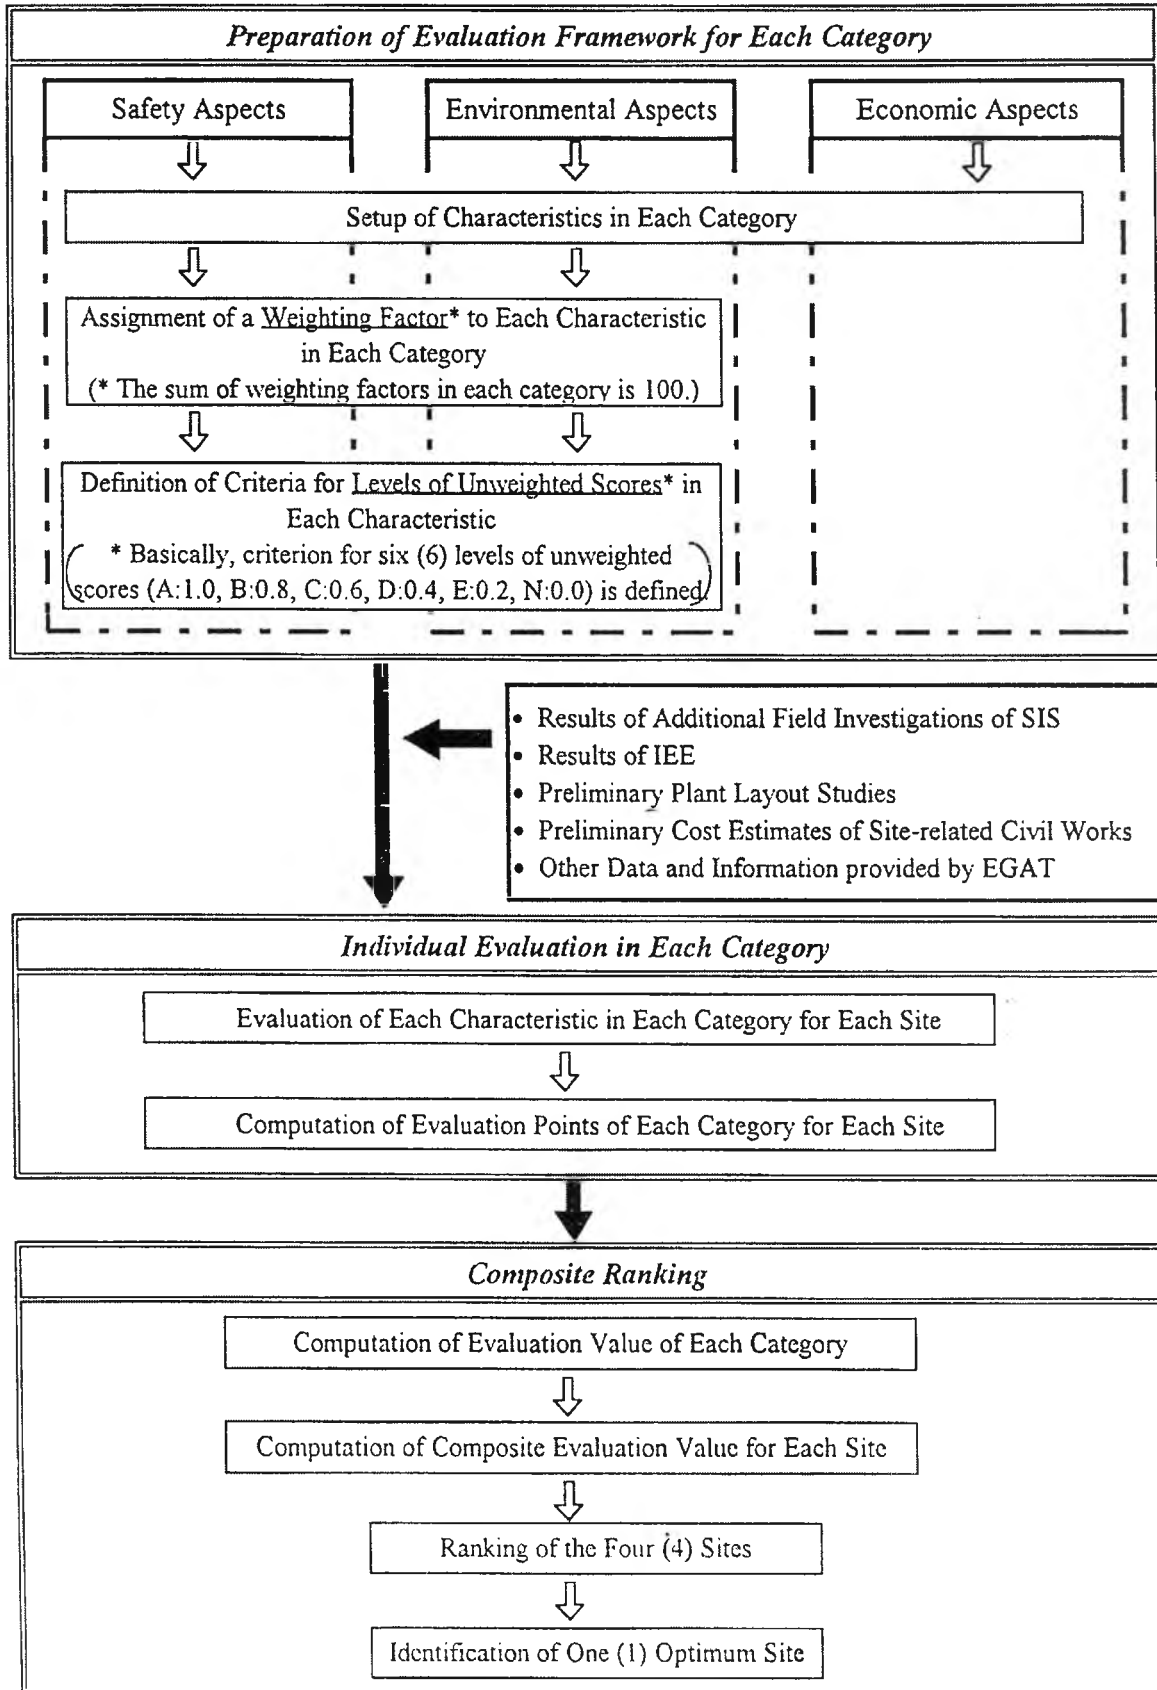 Preparation of Evaluation Framework for Each Category
Safety Aspects
Environmental Aspects
Economic Aspects
Setup of Characteristics in Each Category
Assignment of a Weighting Factor* to Each Characteristic
in Each Category
(* The sum of weighting factors in each category is 100.)
Definition of Criteria for Levels of Unweighted Scores* in
Each Characteristic
(* Basically, criterion for six (6) levels of unweighted
scores (A:1.0, B:0.8, C:0.6, D:0.4, E:0.2, N:0.0) is defined.)
• Results of Additional Field Investigations of SIS
• Results of IEE
• Preliminary Plant Layout Studies
• Preliminary Cost Estimates of Site-related Civil Works
• Other Data and Information provided by EGAT
Individual Evaluation in Each Category
Evaluation of Each Characteristic in Each Category for Each Site
Computation of Evaluation Points of Each Category for Each Site
Composite Ranking
Computation of Evaluation Value of Each Category
Computation of Composite Evaluation Value for Each Site
Ranking of the Four (4) Sites
Identification of One (1) Optimum Site